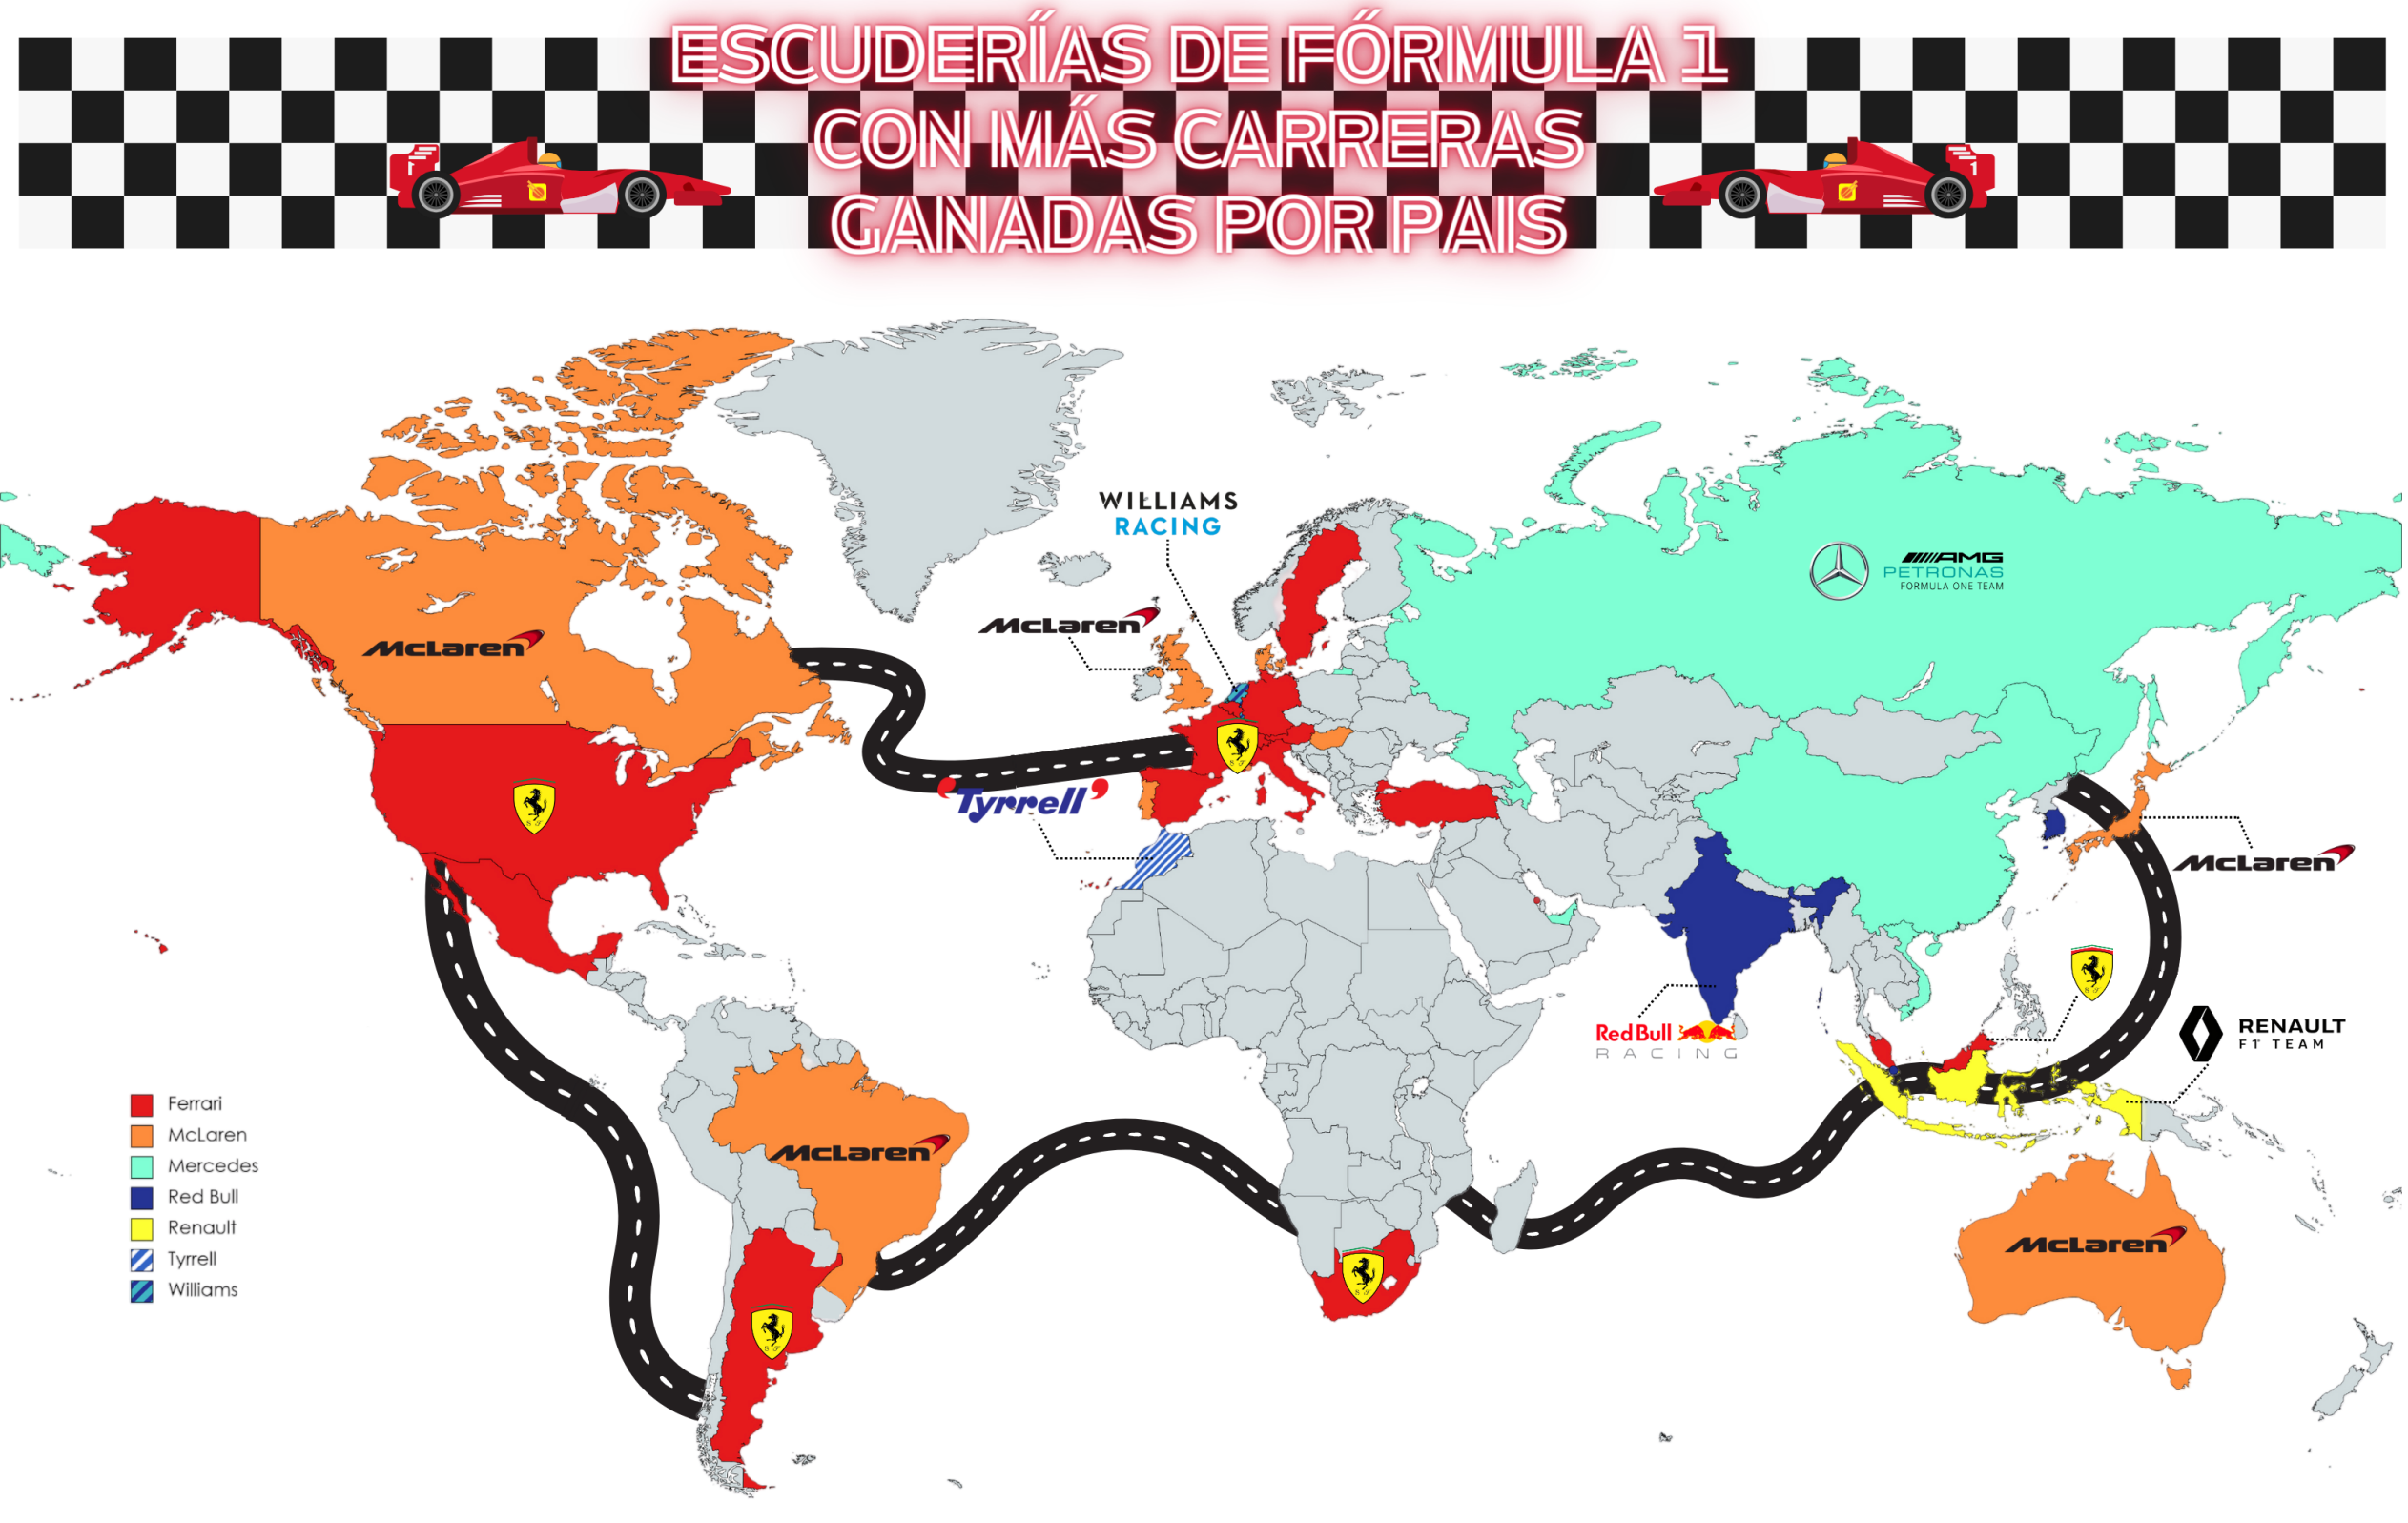 ESCUDERÍAS DE FÓRMULA 1
CON MÁS CARRERAS
GANADAS POR PAIS
WILLIAMS
RACING
McLaren
McLaren
AMG
PETRONAS
FORMULA ONE TEAM
Tyrrell
McLaren
Red Bull
RACING
RENAULT
F1 TEAM
McLaren
McLaren
Ferrari
McLaren
Mercedes
Red Bull
Renault
Tyrrell
Williams